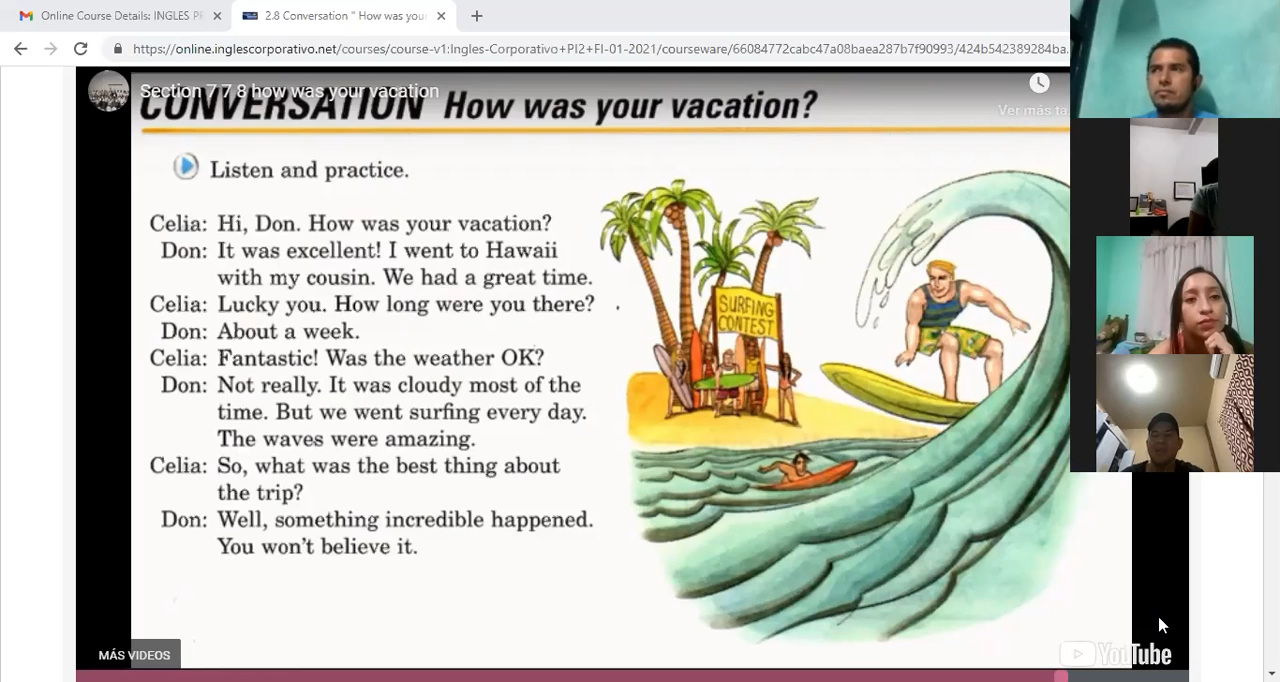 Online Course Details: INGLES P
2.8 Conversation " How was you
https://online.inglescorporativo.net/courses/course-v1:Ingles-Corporativo+PI2+FI-01-2021/courseware/66084772cabc47a08baea287b7f90993/424b542389284ba.
Section 7 7 8 how was your vacation
CONVERSATION How was your vacation?
Ver más ta
Listen and practice.
Celia: Hi, Don. How was your vacation?
Don: It was excellent! I went to Hawaii
with my cousin. We had a great time.
Celia: Lucky you. How long were you there?
Don: About a week.
Celia: Fantastic! Was the weather OK?
Don: Not really. It was cloudy most of the
time. But we went surfing every day.
The waves were amazing.
Celia: So, what was the best thing about
the trip?
Don: Well, something incredible happened.
You won't believe it.
SURFING
CONTEST
MÁS VIDEOS
YouTube